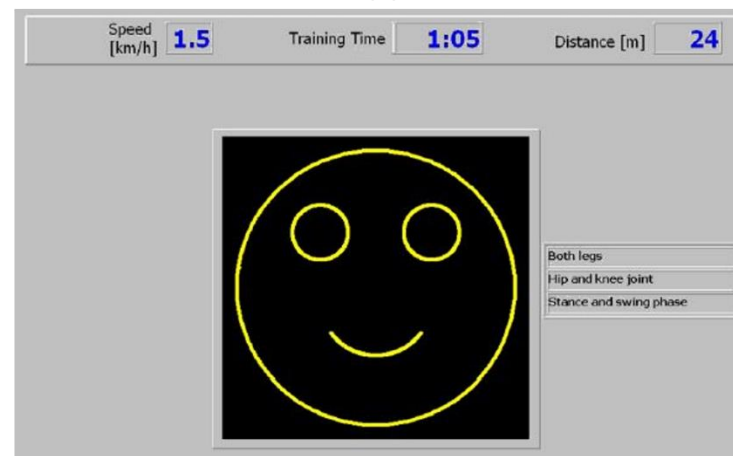 Speed [km/h] 1.5 Training Time 1:05 Distance [m] 24
Both legs
Hip and knee joint
Stance and swing phase